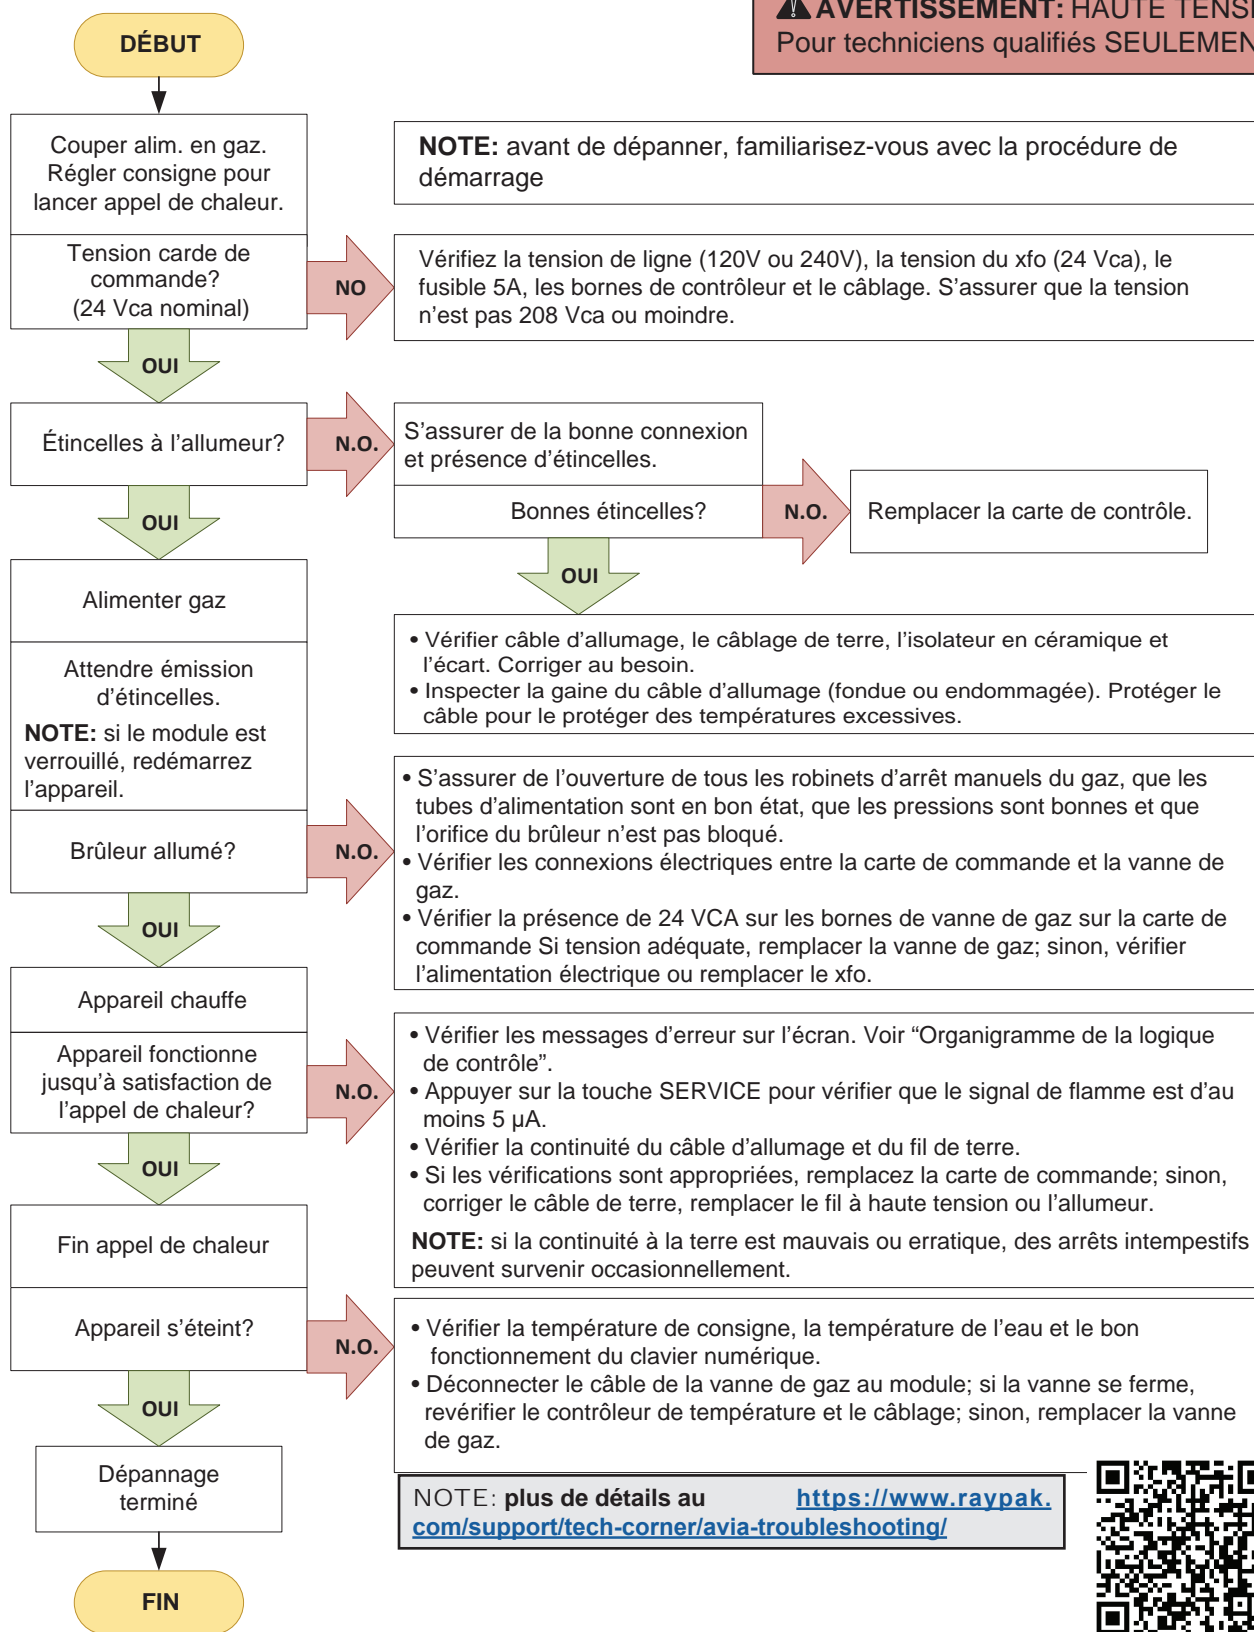 AVERTISSEMENT: HAUTE
Pour techniciens qualifiés
DÉBUT
Couper alim. en gaz.
Régler consigne pour
lancer appel de chaleur.
NOTE: avant de dépanner, familiarisez-vous avec la procédure de
démarrage
Tension carde de
commande?
(24 Vca nominal)
NO
Vérifiez la tension de ligne (120V ou 240V), la tension du xfo (24 Vca), le
fusible 5A, les bornes de contrôleur et le câblage. S'assurer que la tension
n'est pas 208 Vca ou moindre.
OUI
Étincelles à l'allumeur?
N.O.
S'assurer de la bonne connexion
et présence d'étincelles.
Bonnes étincelles?
N.O.
Remplacer la carte de contrôle.
OUI
OUI
Alimenter gaz
• Vérifier câble d'allumage, le câblage de terre, l'isolateur en céramique et
l'écart. Corriger au besoin.
• Inspecter la gaine du câble d'allumage (fondue ou endommagée). Protéger le
câble pour le protéger des températures excessives.
Attendre émission
d'étincelles.
NOTE: si le module est
verrouillé, redémarrez
l'appareil.
Brûleur allumé?
N.O.
• S'assurer de l'ouverture de tous les robinets d'arrêt manuels du gaz, que les
tubes d'alimentation sont en bon état, que les pressions sont bonnes et que
l'orifice du brûleur n'est pas bloqué.
• Vérifier les connexions électriques entre la carte de commande et la vanne de
gaz.
• Vérifier la présence de 24 VCA sur les bornes de vanne de gaz sur la carte de
commande Si tension adéquate, remplacer la vanne de gaz; sinon, vérifier
l'alimentation électrique ou remplacer le xfo.
OUI
Appareil chauffe
Appareil fonctionne
jusqu'à satisfaction de
l'appel de chaleur?
N.O.
• Vérifier les messages d'erreur sur l'écran. Voir “Organigramme de la logique
de contrôle”.
• Appuyer sur la touche SERVICE pour vérifier que le signal de flamme est d'au
moins 5 µA.
• Vérifier la continuité du câble d'allumage et du fil de terre.
• Si les vérifications sont appropriées, remplacez la carte de commande; sinon,
corriger le câble de terre, remplacer le fil à haute tension ou l'allumeur.
NOTE: si la continuité à la terre est mauvais ou erratique, des arrêts intempestifs
peuvent survenir occasionnellement.
OUI
Fin appel de chaleur
Appareil s'éteint?
N.O.
• Vérifier la température de consigne, la température de l'eau et le bon
fonctionnement du clavier numérique.
• Déconnecter le câble de la vanne de gaz au module; si la vanne se ferme,
revérifier le contrôleur de température et le câblage; sinon, remplacer la vanne
de gaz.
OUI
Dépannage
terminé
NOTE: plus de détails au https://www.raypak.
com/support/tech-corner/avia-troubleshooting/
FIN